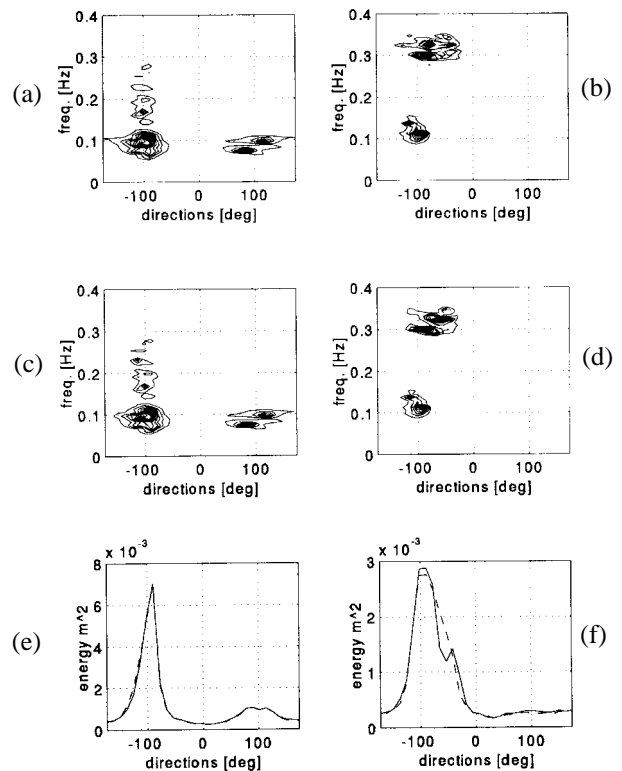 (a)
0.4
0.3
0.2
0.1
0
freq. [Hz]
-100 0 100
directions [deg]
(b)
0.4
0.3
0.2
0.1
0
freq. [Hz]
-100 0 100
directions [deg]
(c)
0.4
0.3
0.2
0.1
0
freq. [Hz]
-100 0 100
directions [deg]
(d)
0.4
0.3
0.2
0.1
0
freq. [Hz]
-100 0 100
directions [deg]
(e)
x 10^-3
8
6
4
2
0
energy m^2
-100 0 100
directions [deg]
(f)
x 10^-3
3
2
1
0
energy m^2
-100 0 100
directions [deg]